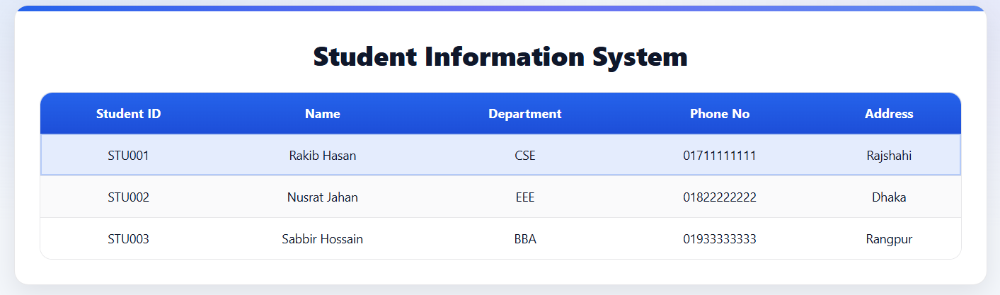 Student Information System
Student ID Name Department Phone No Address
STU001 Rakib Hasan CSE 01711111111 Rajshahi
STU002 Nusrat Jahan EEE 01822222222 Dhaka
STU003 Sabbir Hossain BBA 01933333333 Rangpur